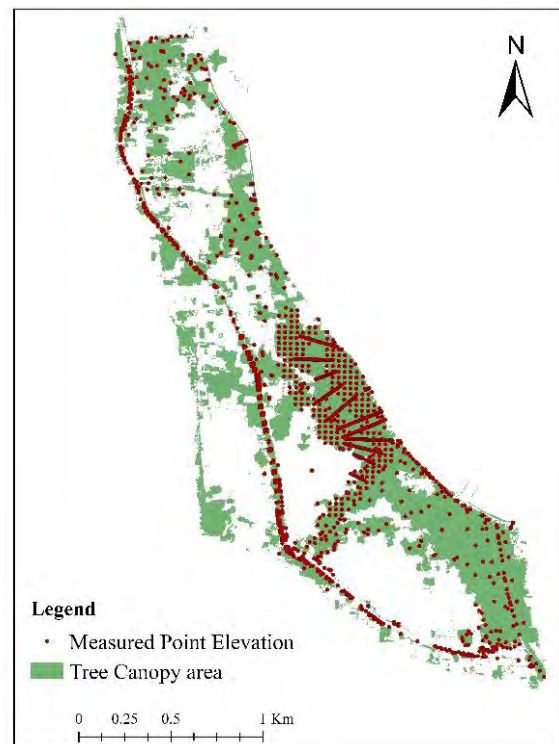 N
Legend
Measured Point Elevation
Tree Canopy area
0 0.25 0.5 1 Km